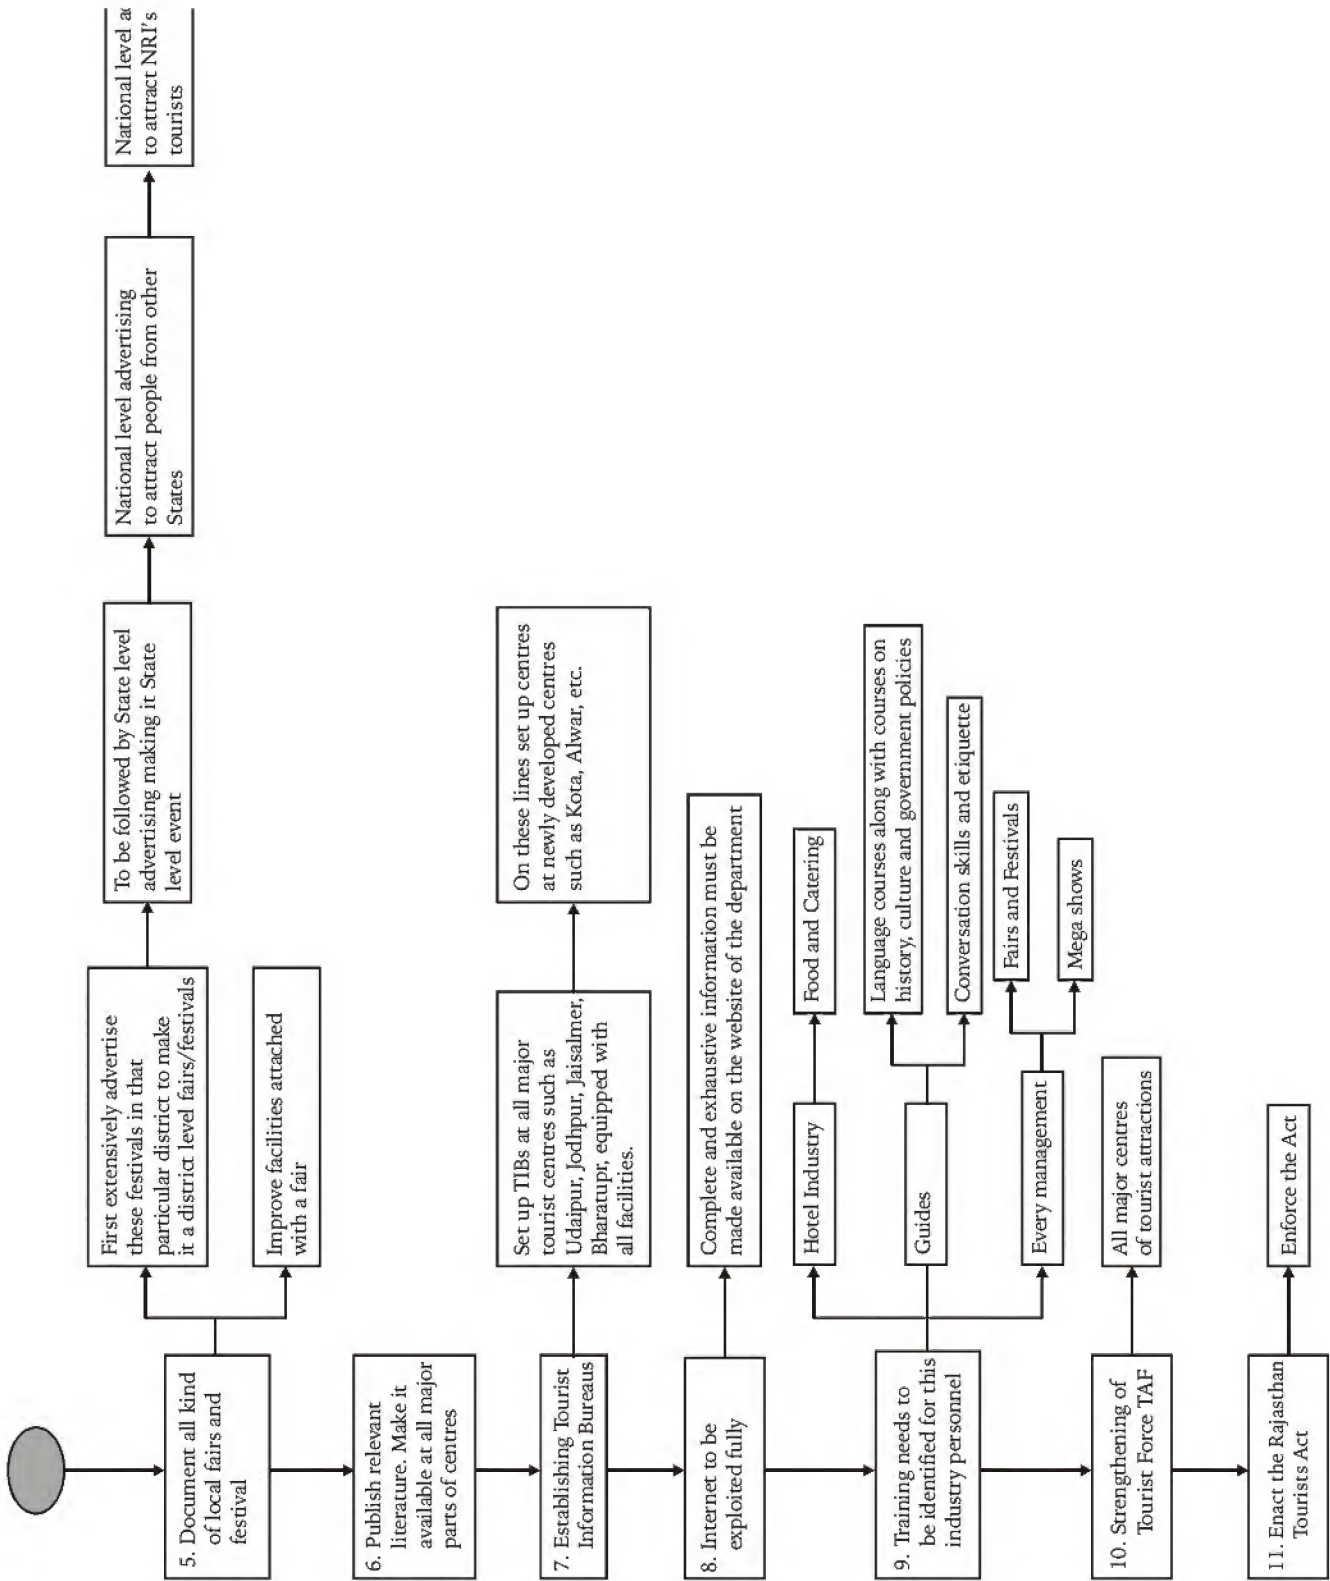 5. Document all kind
of local fairs and
festival
First extensively advertise
these festivals in that
particular district to make
it a district level fairs/festivals
To be followed by State level
advertising making it State
level event
National level advertising
to attract people from other
States
National level
to attract NRI's
tourists
Improve facilities attached
with a fair
6. Publish relevant
literature. Make it
available at all major
parts of centres
7. Establishing Tourist
Information Bureaus
Set up TIBs at all major
tourist centres such as
Udaipur, Jodhpur, Jaisalmer,
Bharatupr, equipped with
all facilities.
On these lines set up centres
at newly developed centres
such as Kota, Alwar, etc.
8. Internet to be
exploited fully
Complete and exhaustive information must be
made available on the website of the department
9. Training needs to
be identified for this
industry personnel
Hotel Industry
Food and Catering
Guides
Language courses along with courses on
history, culture and government policies
Conversation skills and etiquette
Every management
Fairs and Festivals
Mega shows
10. Strengthening of
Tourist Force TAF
All major centres
of tourist attractions
11. Enact the Rajasthan
Tourists Act
Enforce the Act